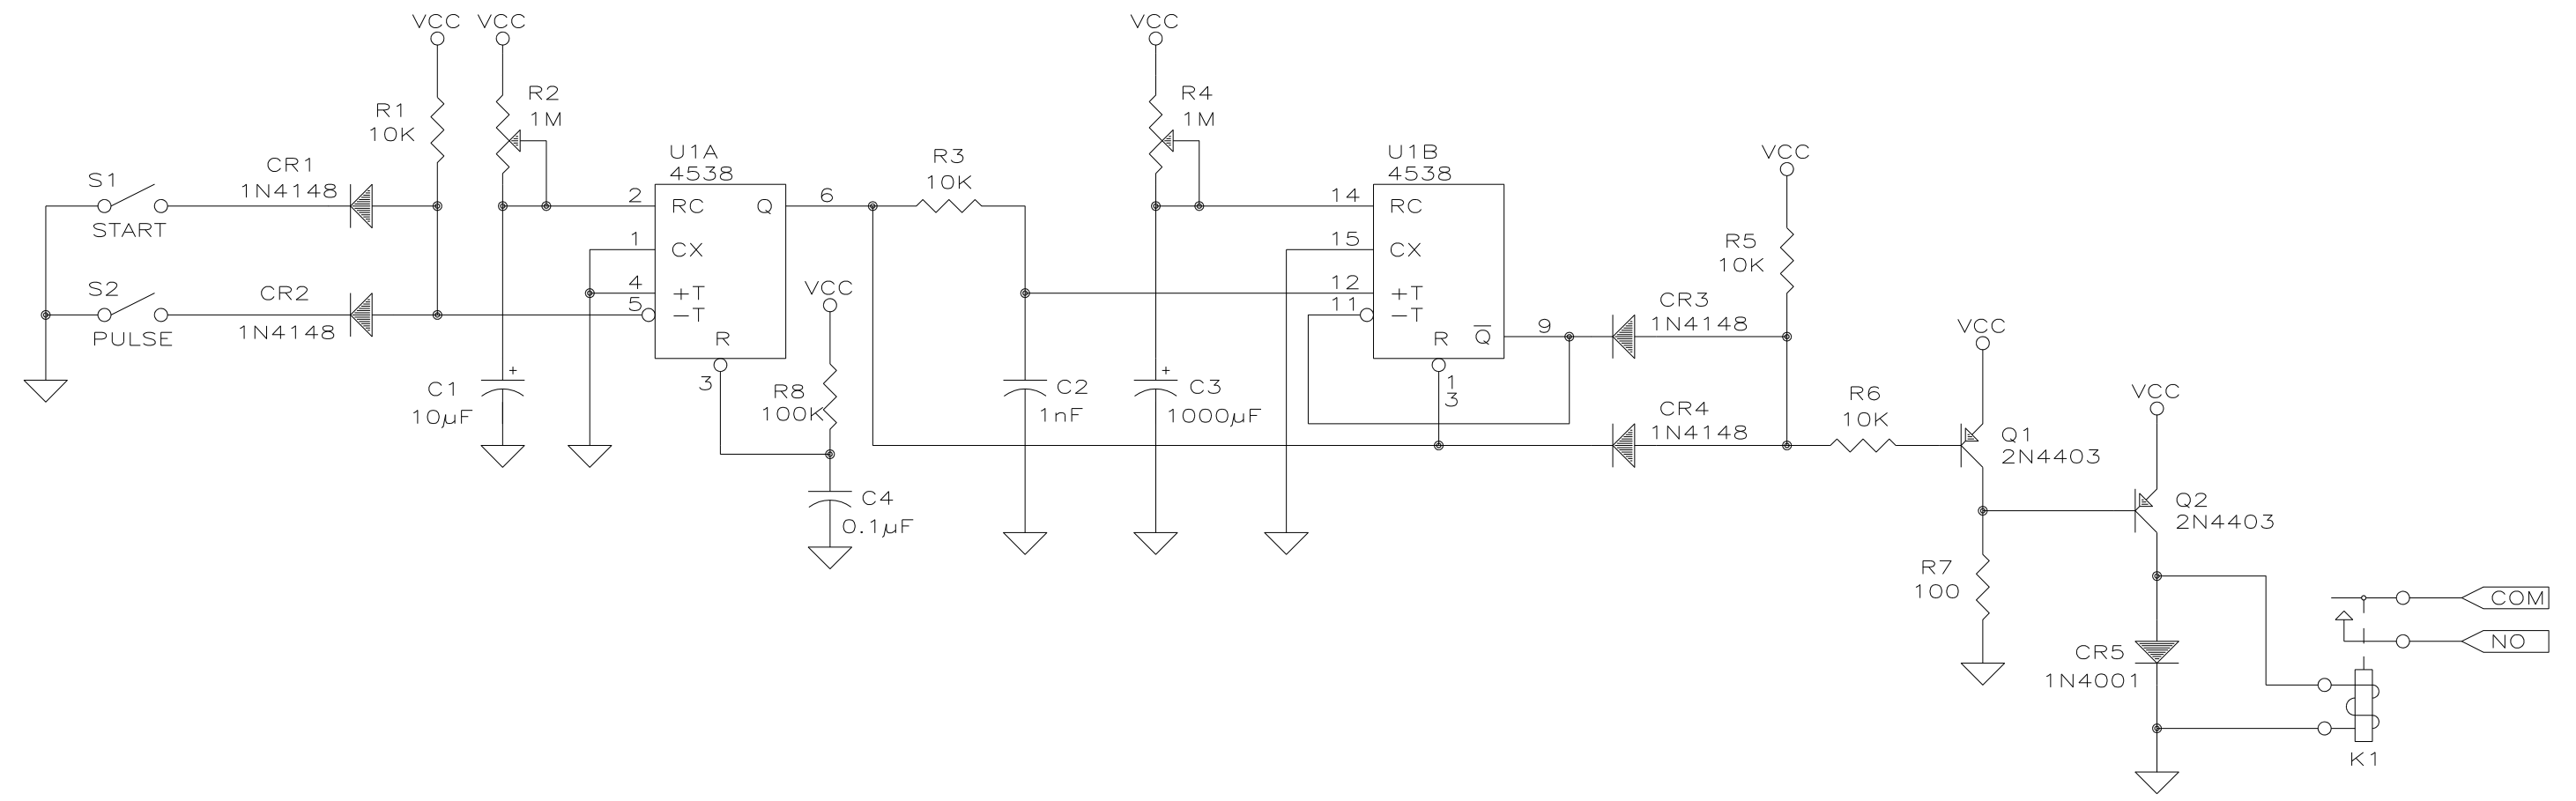 VCC VCC
VCC
R1
10K
R2
1M
R4
1M
S1
START
CR1
1N4148
U1A
4538
R3
10K
U1B
4538
VCC
2 RC Q 6
1 CX
4 +T
5 −T
R
3
14 RC
15 CX
12 +T
11 −T
R Q 9
1
3
R5
10K
S2
PULSE
CR2
1N4148
VCC
CR3
1N4148
VCC
C1
+
10µF
R8
100K
C2
1nF
+
C3
1000µF
CR4
1N4148
R6
10K
VCC
Q1
2N4403
C4
0.1µF
Q2
2N4403
R7
100
COM
NO
CR5
1N4001
K1